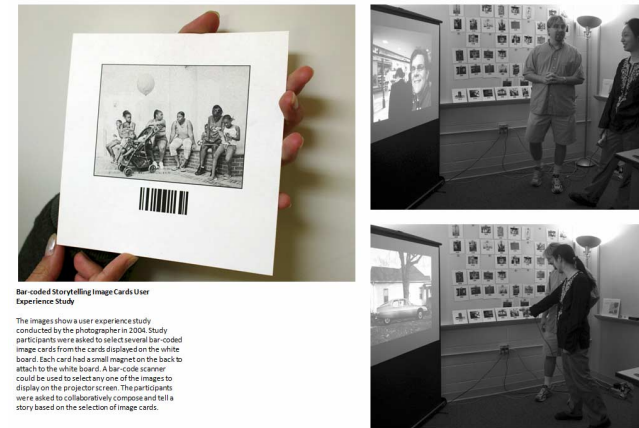 Bar-coded Storytelling Image Cards User
Experience Study
The images show a user experience study
conducted by the photographer in 2004. Study
participants were asked to select several bar-coded
image cards from the cards displayed on the white
board. Each card had a small magnet on the back to
attach to the white board. A bar-code scanner
could be used to select any one of the images to
display on the projector screen. The participants
were asked to collaboratively compose and tell a
story based on the selection of image cards.